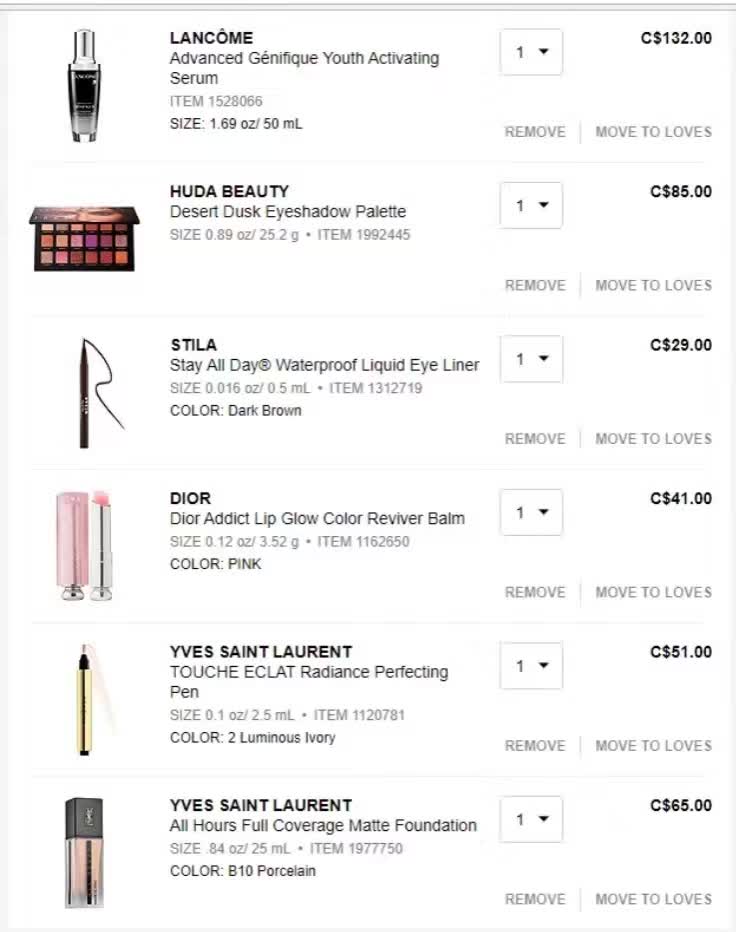 LANCÔME
Advanced Génifique Youth Activating
Serum
ITEM 1528066
SIZE: 1.69 oz/ 50 mL
1
C$132.00
REMOVE
MOVE TO LOVES
HUDA BEAUTY
Desert Dusk Eyeshadow Palette
SIZE 0.89 oz/ 25.2 g • ITEM 1992445
1
C$85.00
REMOVE
MOVE TO LOVES
STILA
Stay All Day® Waterproof Liquid Eye Liner
SIZE 0.016 oz/ 0.5 mL • ITEM 1312719
COLOR: Dark Brown
1
C$29.00
REMOVE
MOVE TO LOVES
DIOR
Dior Addict Lip Glow Color Reviver Balm
SIZE 0.12 oz/ 3.52 g • ITEM 1162650
COLOR: PINK
1
C$41.00
REMOVE
MOVE TO LOVES
YVES SAINT LAURENT
TOUCHE ECLAT Radiance Perfecting
Pen
SIZE 0.1 oz/ 2.5 mL • ITEM 1120781
COLOR: 2 Luminous Ivory
1
C$51.00
REMOVE
MOVE TO LOVES
YVES SAINT LAURENT
All Hours Full Coverage Matte Foundation
SIZE .84 oz/ 25 mL • ITEM 1977750
COLOR: B10 Porcelain
1
C$65.00
REMOVE
MOVE TO LOVES